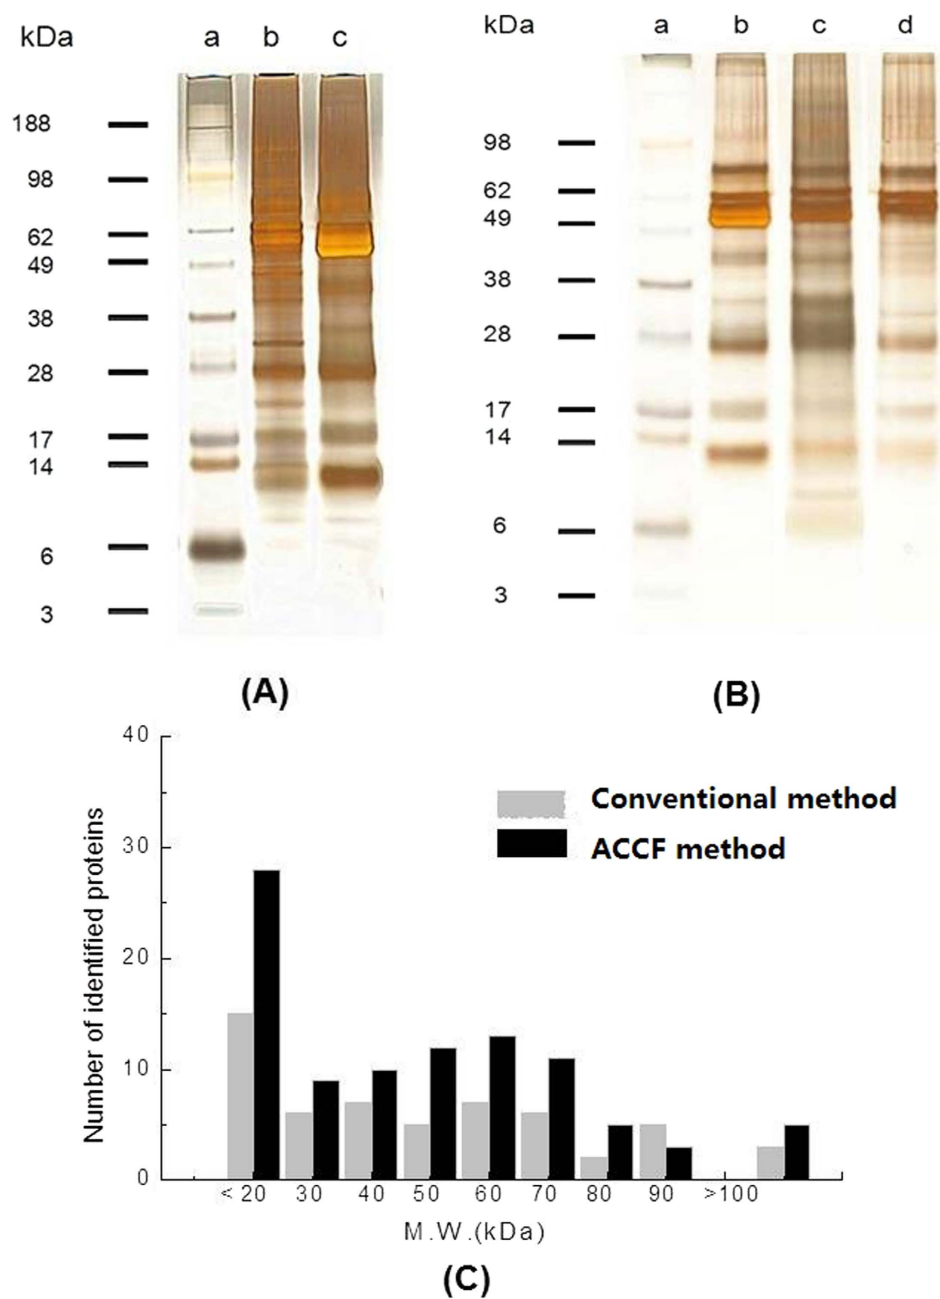 kDa a b c
188
98
62
49
38
28
17
14
6
3
(A)
kDa a b c d
98
62
49
38
28
17
14
6
3
(B)
40
30
20
10
0
Number of identified proteins
Conventional method
ACCF method
< 20 30 40 50 60 70 80 90 >100
M.W.(kDa)
(C)